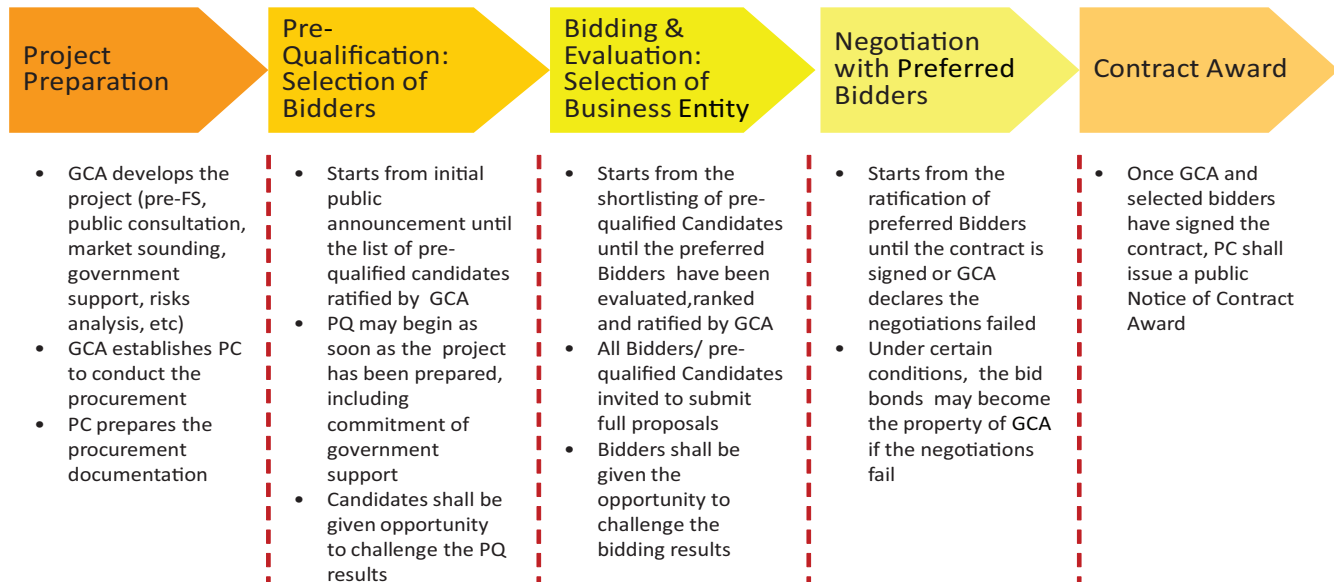 Project
Preparation
Pre-
Qualification:
Selection of
Bidders
Bidding &
Evaluation:
Selection of
Business Entity
Negotiation
with Preferred
Bidders
Contract Award
• GCA develops the
project (pre-FS,
public consultation,
market sounding,
government
support, risks
analysis, etc)
• GCA establishes PC
to conduct the
procurement
• PC prepares the
procurement
documentation
• Starts from initial
public
announcement until
the list of pre-
qualified candidates
ratified by GCA
• PQ may begin as
soon as the project
has been prepared,
including
commitment of
government
support
• Candidates shall be
given opportunity
to challenge the PQ
results
• Starts from the
shortlisting of pre-
qualified Candidates
until the preferred
Bidders have been
evaluated,ranked
and ratified by GCA
• All Bidders/ pre-
qualified Candidates
invited to submit
full proposals
• Bidders shall be
given the
opportunity to
challenge the
bidding results
• Starts from the
ratification of
preferred Bidders
until the contract is
signed or GCA
declares the
negotiations failed
• Under certain
conditions, the bid
bonds may become
the property of GCA
if the negotiations
fail
• Once GCA and
selected bidders
have signed the
contract, PC shall
issue a public
Notice of Contract
Award